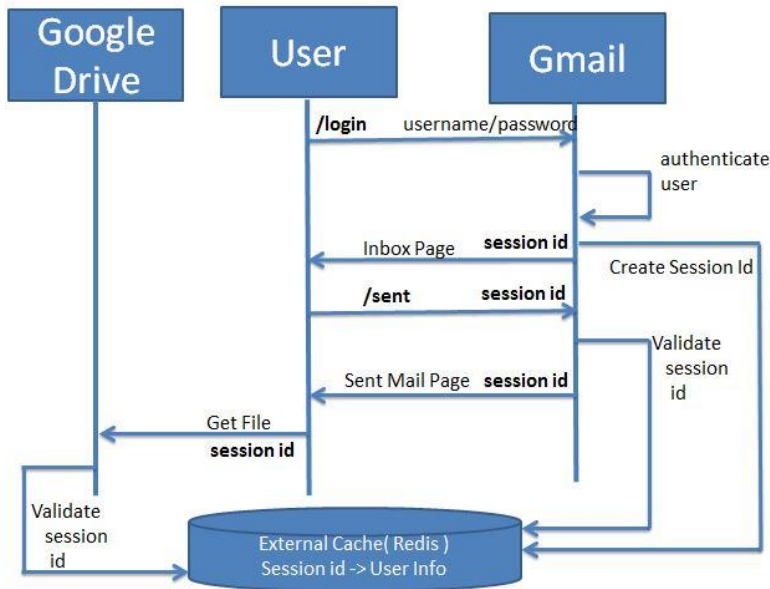 Google
Drive
User
Gmail
/login username/password
authenticate
user
Inbox Page session id
Create Session Id
/sent session id
Validate
session
id
Sent Mail Page session id
Get File
session id
Validate
session
id
External Cache( Redis )
Session id -> User Info